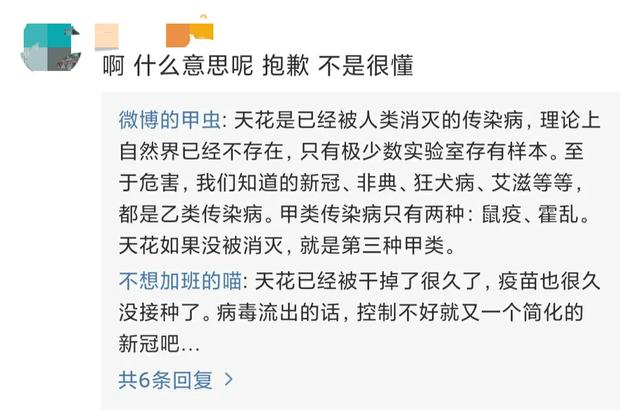 啊 什么意思呢 抱歉 不是很懂
微博的甲虫: 天花是已经被人类消灭的传染病，理论上
自然界已经不存在，只有极少数实验室存有样本。至
于危害，我们知道的新冠、非典、狂犬病、艾滋等等，
都是乙类传染病。甲类传染病只有两种：鼠疫、霍乱。
天花如果没被消灭，就是第三种甲类。
不想加班的喵: 天花已经被干掉了很久了，疫苗也很久
没接种了。病毒流出的话，控制不好就又一个简化的
新冠吧...
共6条回复 >